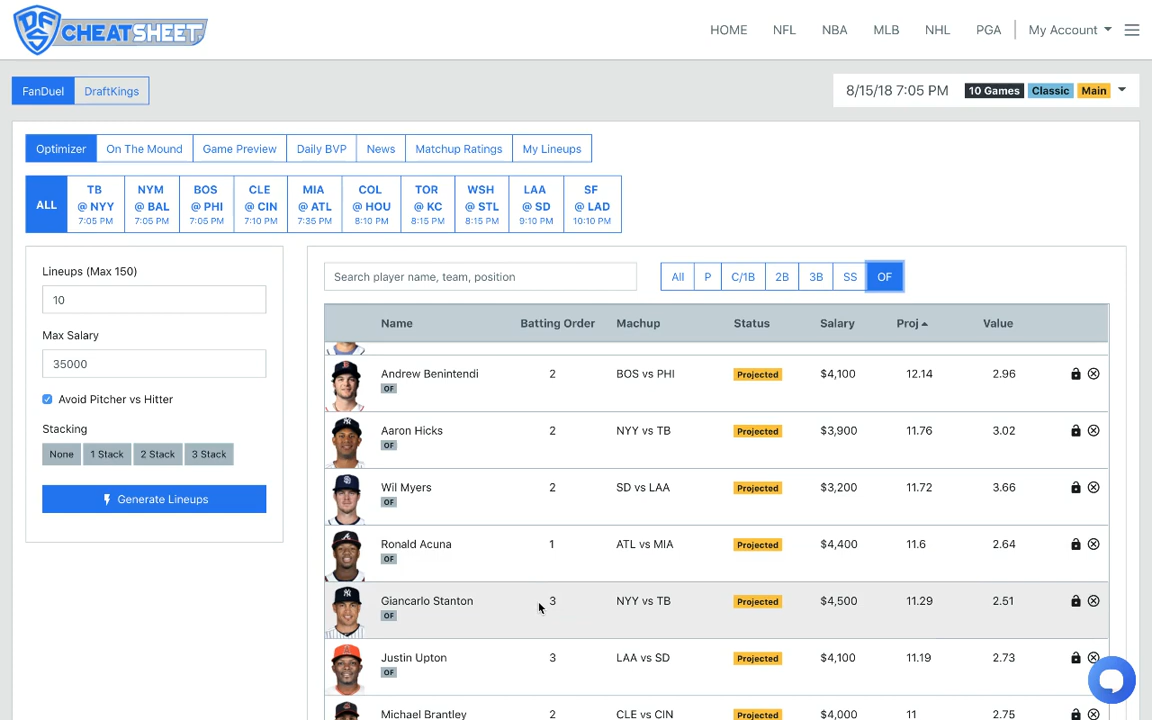 DFS CHEATSHEET
HOME NFL NBA MLB NHL PGA My Account
FanDuel DraftKings
8/15/18 7:05 PM 10 Games Classic Main
Optimizer On The Mound Game Preview Daily BVP News Matchup Ratings My Lineups
ALL
TB @ NYY 7:05 PM
NYM @ BAL 7:05 PM
BOS @ PHI 7:05 PM
CLE @ CIN 7:10 PM
MIA @ ATL 7:35 PM
COL @ HOU 8:10 PM
TOR @ KC 8:15 PM
WSH @ STL 8:15 PM
LAA @ SD 9:10 PM
SF @ LAD 10:10 PM
Lineups (Max 150)
10
Max Salary
35000
Avoid Pitcher vs Hitter
Stacking
None 1 Stack 2 Stack 3 Stack
Generate Lineups
Search player name, team, position
All P C/1B 2B 3B SS OF
Name Batting Order Machup Status Salary Proj Value
Andrew Benintendi 2 BOS vs PHI Projected $4,100 12.14 2.96
OF
Aaron Hicks 2 NYY vs TB Projected $3,900 11.76 3.02
OF
Wil Myers 2 SD vs LAA Projected $3,200 11.72 3.66
OF
Ronald Acuna 1 ATL vs MIA Projected $4,400 11.6 2.64
OF
Giancarlo Stanton 3 NYY vs TB Projected $4,500 11.29 2.51
OF
Justin Upton 3 LAA vs SD Projected $4,100 11.19 2.73
OF
Michael Brantley 2 CLE vs CIN Projected $4,000 11 2.75